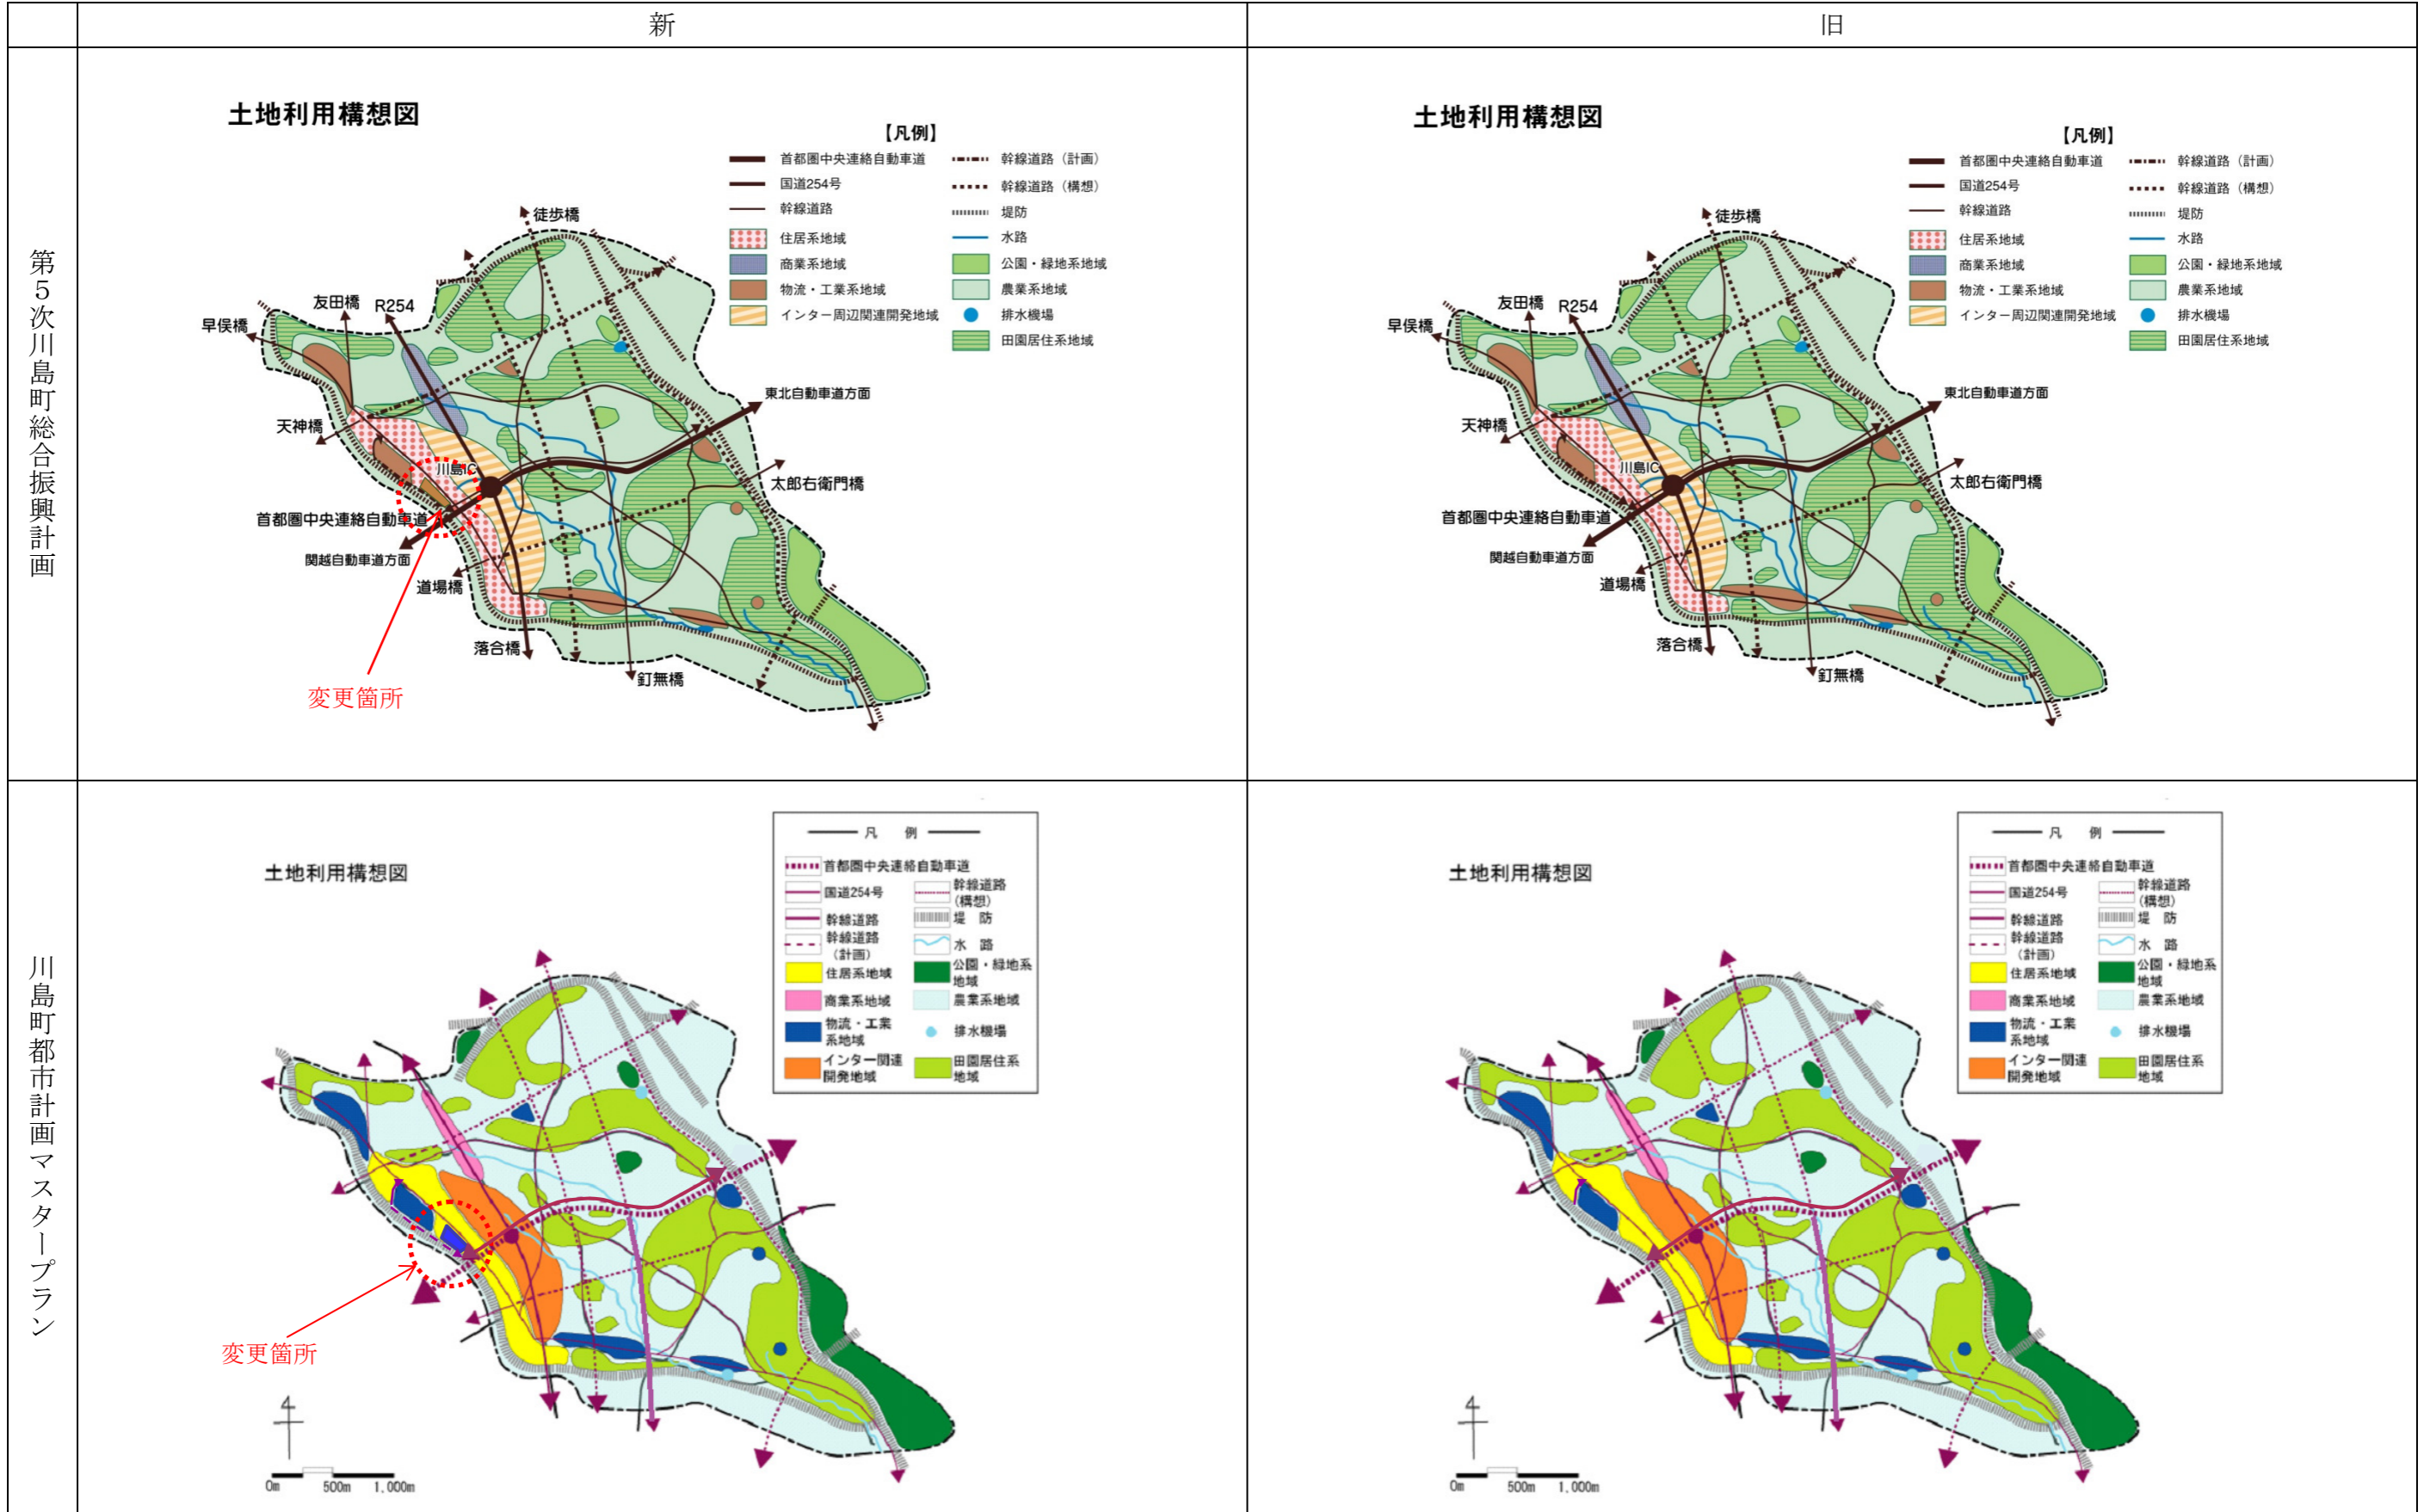 新
旧
第５次川島町総合振興計画
土地利用構想図
【凡例】
首都圏中央連絡自動車道
国道254号
幹線道路
住居系地域
商業系地域
物流・工業系地域
インター周辺関連開発地域
幹線道路（計画）
幹線道路（構想）
堤防
水路
公園・緑地系地域
農業系地域
排水機場
田園居住系地域
徒歩橋
友田橋
R254
早俣橋
東北自動車道方面
天神橋
川島IC
太郎右衛門橋
首都圏中央連絡自動車道
関越自動車道方面
道場橋
落合橋
釘無橋
変更箇所
土地利用構想図
【凡例】
首都圏中央連絡自動車道
国道254号
幹線道路
住居系地域
商業系地域
物流・工業系地域
インター周辺関連開発地域
幹線道路（計画）
幹線道路（構想）
堤防
水路
公園・緑地系地域
農業系地域
排水機場
田園居住系地域
徒歩橋
友田橋
R254
早俣橋
東北自動車道方面
天神橋
川島IC
太郎右衛門橋
首都圏中央連絡自動車道
関越自動車道方面
道場橋
落合橋
釘無橋
川島町都市計画マスタープラン
土地利用構想図
凡　例
首都圏中央連絡自動車道
国道254号
幹線道路
幹線道路
（計画）
住居系地域
商業系地域
物流・工業
系地域
インター関連
開発地域
幹線道路
(構想)
堤　防
水　路
公園・緑地系
地域
農業系地域
排水機場
田園居住系
地域
変更箇所
4
0m
500m
1,000m
土地利用構想図
凡　例
首都圏中央連絡自動車道
国道254号
幹線道路
幹線道路
（計画）
住居系地域
商業系地域
物流・工業
系地域
インター関連
開発地域
幹線道路
(構想)
堤　防
水　路
公園・緑地系
地域
農業系地域
排水機場
田園居住系
地域
4
0m
500m
1,000m